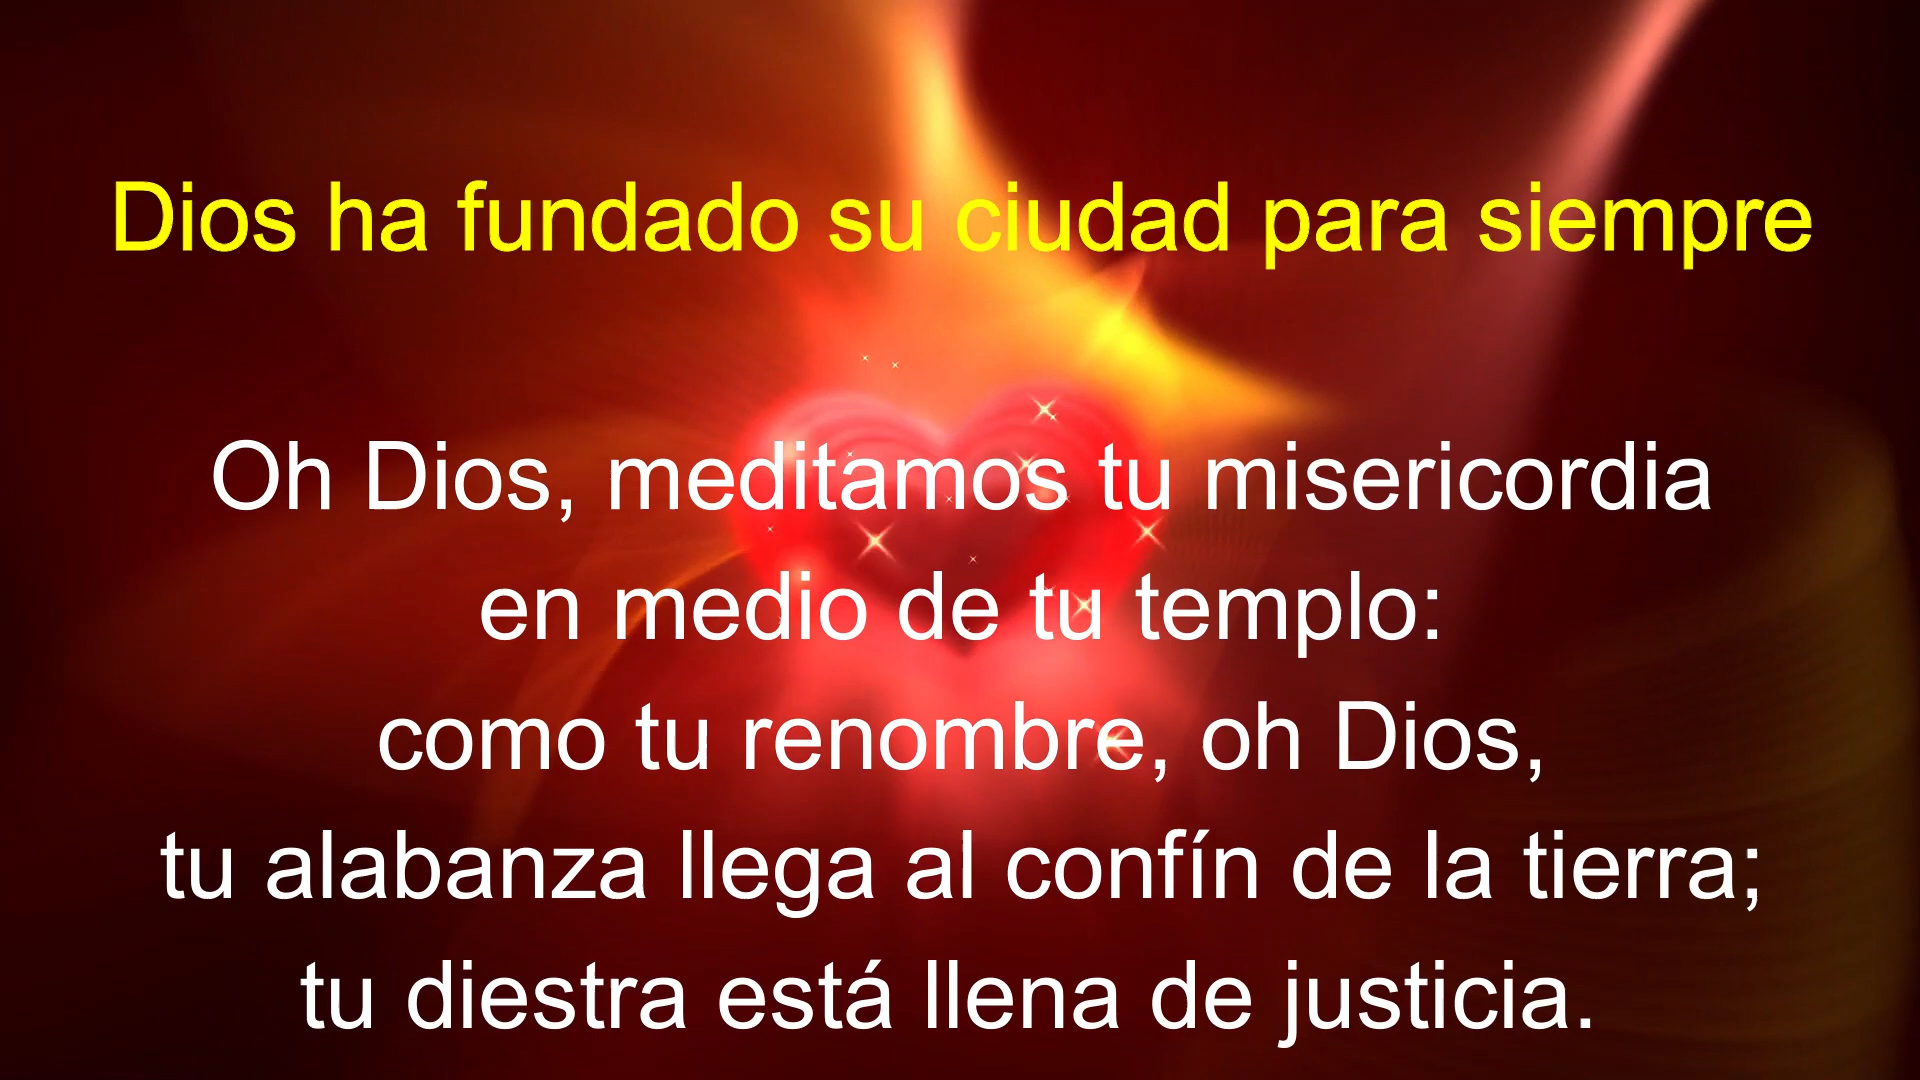 Dios ha fundado su ciudad para siempre
Oh Dios, meditamos tu misericordia
en medio de tu templo:
como tu renombre, oh Dios,
tu alabanza llega al confín de la tierra;
tu diestra está llena de justicia.